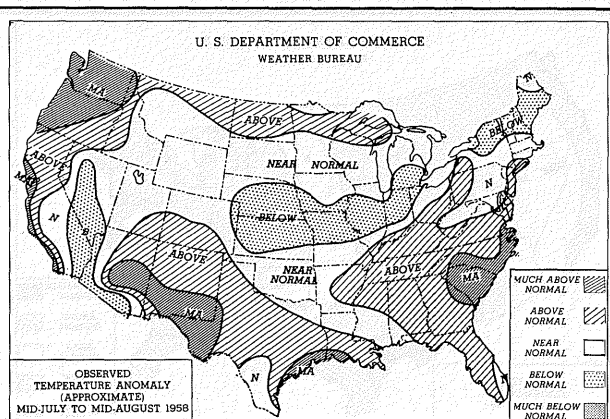 U. S. DEPARTMENT OF COMMERCE
WEATHER BUREAU
N
MA
ABOVE
BELOW
ABOVE
NEAR NORMAL
N
MA
N
B
BELOW
ABOVE
NEAR
NORMAL
ABOVE
MA
MA
N
MA
MUCH ABOVE
NORMAL
ABOVE
NORMAL
NEAR
NORMAL
BELOW
NORMAL
MUCH BELOW
NORMAL
OBSERVED
TEMPERATURE ANOMALY
(APPROXIMATE)
MID-JULY TO MID-AUGUST 1958